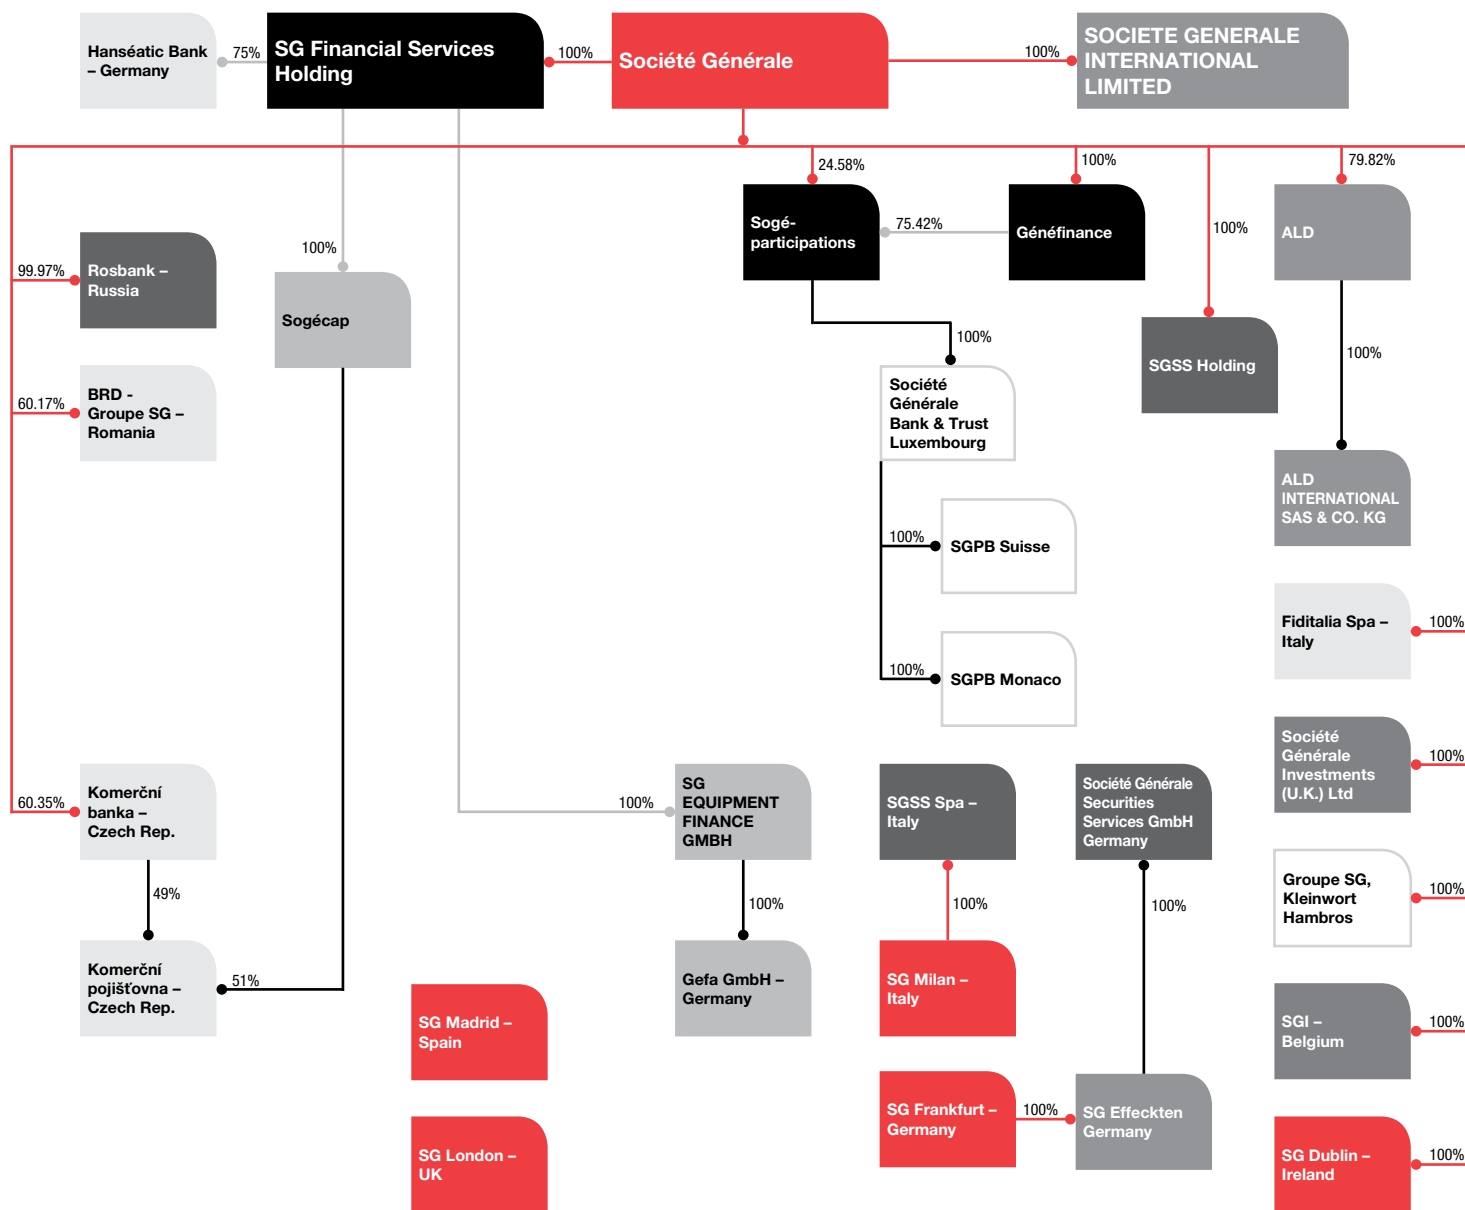 Hanséatic Bank
– Germany
75%
SG Financial Services
Holding
100%
Société Générale
100%
SOCIETE GENERALE
INTERNATIONAL
LIMITED
24.58%
100%
79.82%
Sogé-
participations
75.42%
Généfinance
100%
ALD
99.97%
Rosbank –
Russia
100%
Sogécap
100%
SGSS Holding
100%
60.17%
BRD -
Groupe SG –
Romania
Société
Générale
Bank & Trust
Luxembourg
ALD
INTERNATIONAL
SAS & CO. KG
100%
SGPB Suisse
Fiditalia Spa –
Italy
100%
100%
SGPB Monaco
Société
Générale
Investments
(U.K.) Ltd
100%
60.35%
Komerční
banka –
Czech Rep.
100%
SG
EQUIPMENT
FINANCE
GMBH
SGSS Spa –
Italy
Société Générale
Securities
Services GmbH
Germany
49%
100%
100%
100%
Groupe SG,
Kleinwort
Hambros
100%
Komerční
pojišťovna –
Czech Rep.
51%
Gefa GmbH –
Germany
SG Milan –
Italy
SG Madrid –
Spain
SGI –
Belgium
100%
SG Frankfurt –
Germany
100%
SG Effeckten
Germany
SG London –
UK
SG Dublin –
Ireland
100%